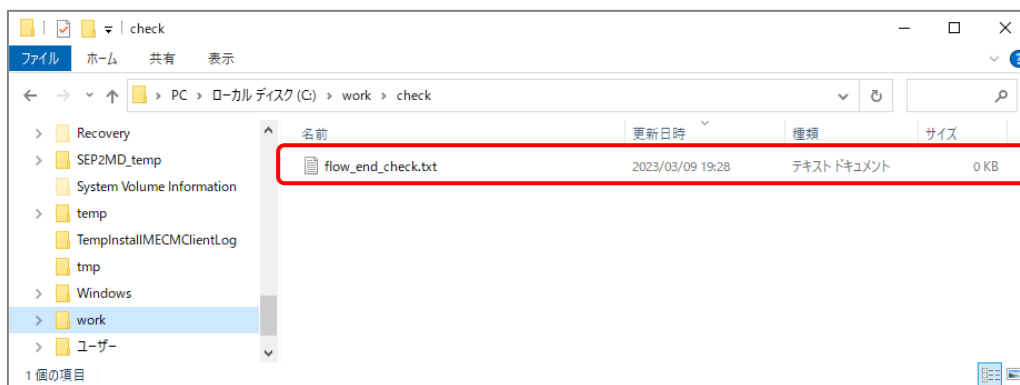 check
ファイル ホーム 共有 表示
PC › ローカル ディスク (C:) › work › check
名前 更新日時 種類 サイズ
flow_end_check.txt 2023/03/09 19:28 テキスト ドキュメント 0 KB
Recovery
SEP2MD_temp
System Volume Information
temp
TempInstallMECMClientLog
tmp
Windows
work
ユーザー
1 個の項目